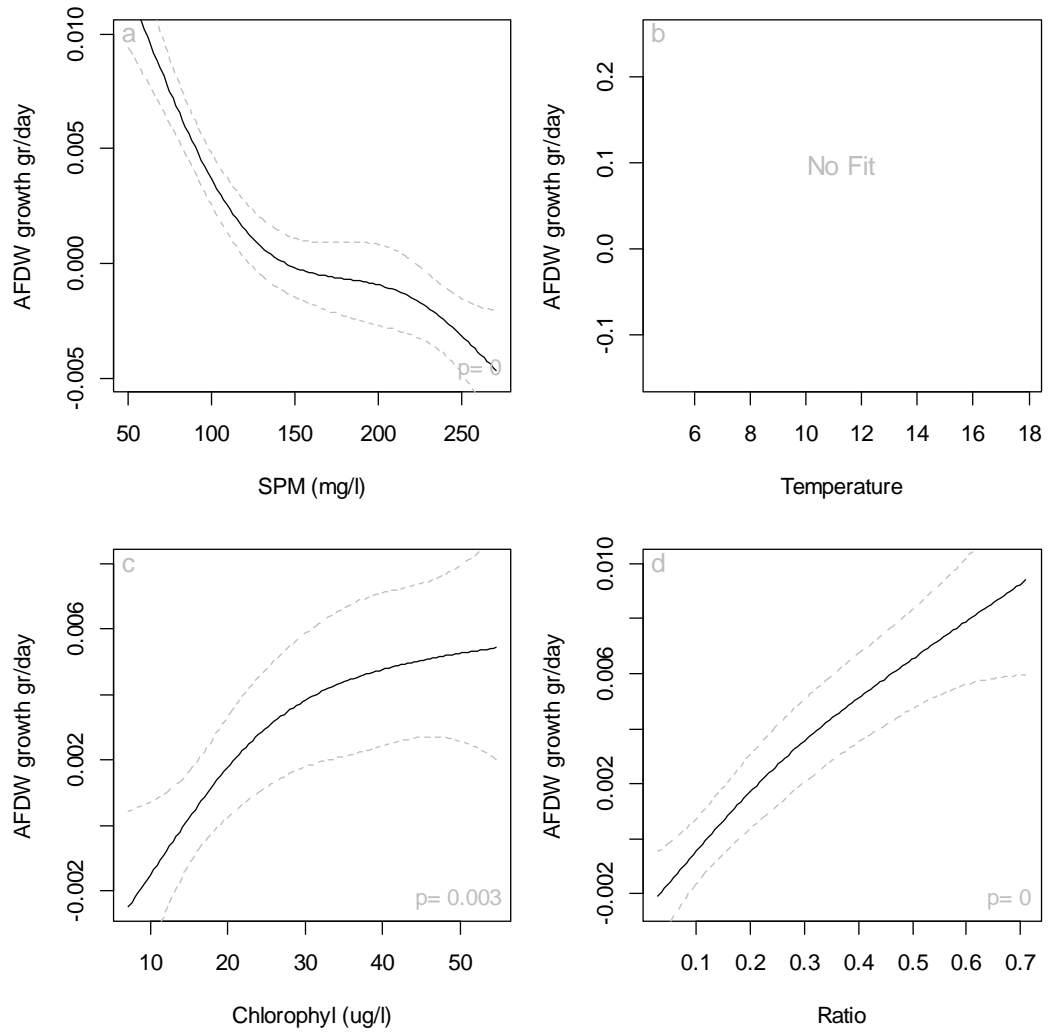 a
AFDW growth gr/day
0.010
0.005
0.000
-0.005
p= 0
50 100 150 200 250
SPM (mg/l)
b
AFDW growth gr/day
0.2
0.1
0.0
-0.1
No Fit
6 8 10 12 14 16 18
Temperature
c
AFDW growth gr/day
0.006
0.002
-0.002
p= 0.003
10 20 30 40 50
Chlorophyl (ug/l)
d
AFDW growth gr/day
0.010
0.006
0.002
-0.002
p= 0
0.1 0.2 0.3 0.4 0.5 0.6 0.7
Ratio